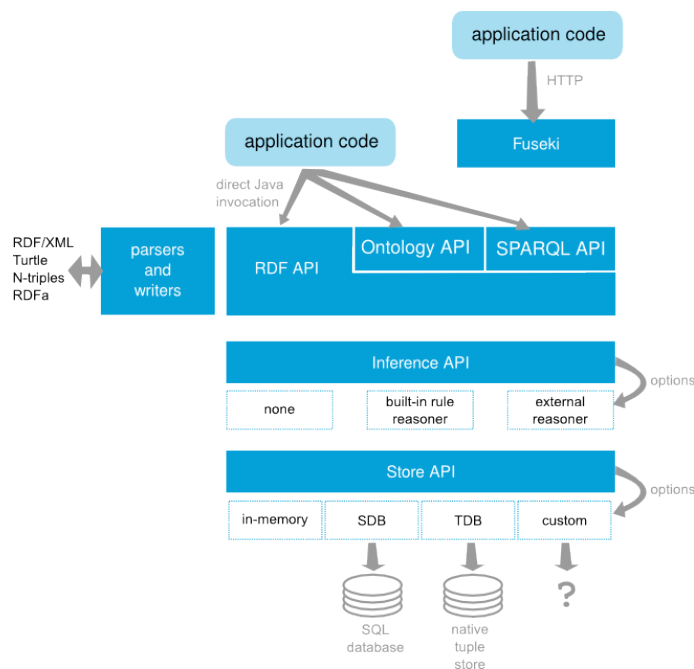 application code
HTTP
Fuseki
application code
direct Java
invocation
RDF/XML
Turtle
N-triples
RDFa
parsers
and
writers
RDF API
Ontology API
SPARQL API
Inference API
options
none
built-in rule
reasoner
external
reasoner
Store API
options
in-memory
SDB
TDB
custom
?
SQL
database
native
tuple
store